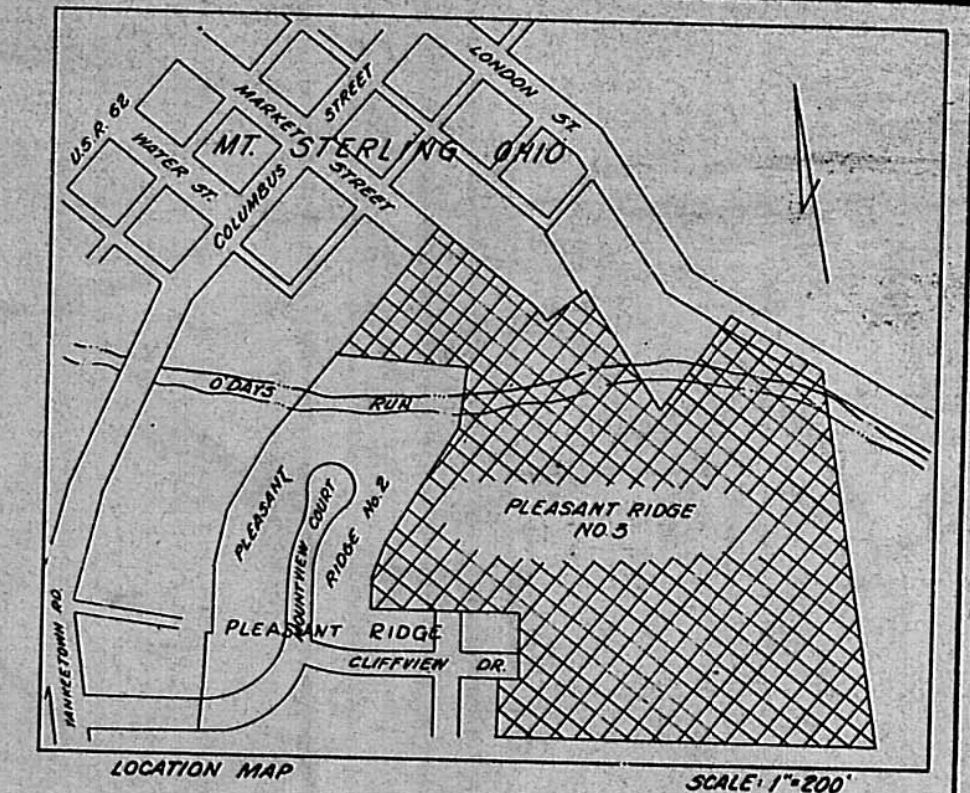 LONDON ST.
U.S.R. 62
MARKET STREET
STREET
WATER ST.
MT. STERLING OHIO
COLUMBUS
O'DAYS RUN
PLEASANT RIDGE No. 2
MOUNTVIEW COURT
PLEASANT RIDGE
NO. 3
PLEASANT RIDGE
CLIFFVIEW DR.
YANKEETOWN RD.
LOCATION MAP
SCALE: 1"=200'